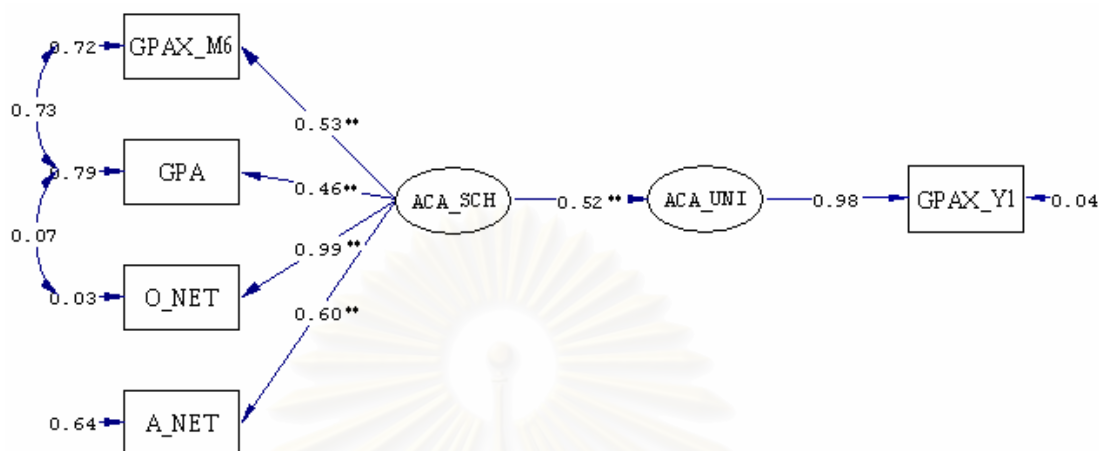 0.72
GPAX_M6
0.73
0.53**
0.79
GPA
0.46**
ACA_SCH
0.52**
ACA_UNI
0.98
GPAX_Y1
0.04
0.07
0.99**
0.03
O_NET
0.60**
0.64
A_NET